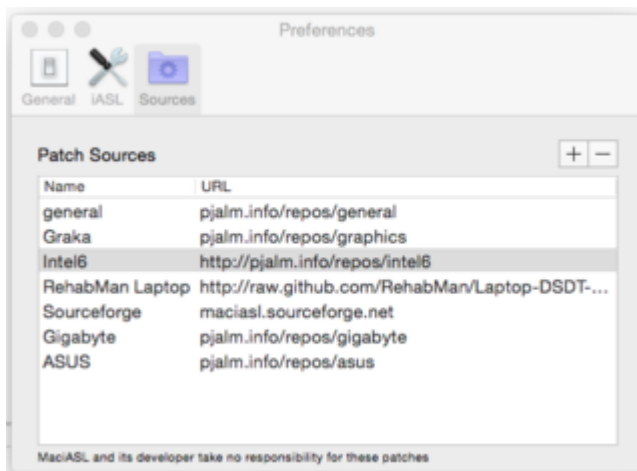 Preferences
General iASL Sources
Patch Sources + −
Name URL
general pjalm.info/repos/general
Graka pjalm.info/repos/graphics
Intel6 http://pjalm.info/repos/intel6
RehabMan Laptop http://raw.github.com/RehabMan/Laptop-DSDT-...
Sourceforge maciasl.sourceforge.net
Gigabyte pjalm.info/repos/gigabyte
ASUS pjalm.info/repos/asus
MaciASL and its developer take no responsibility for these patches